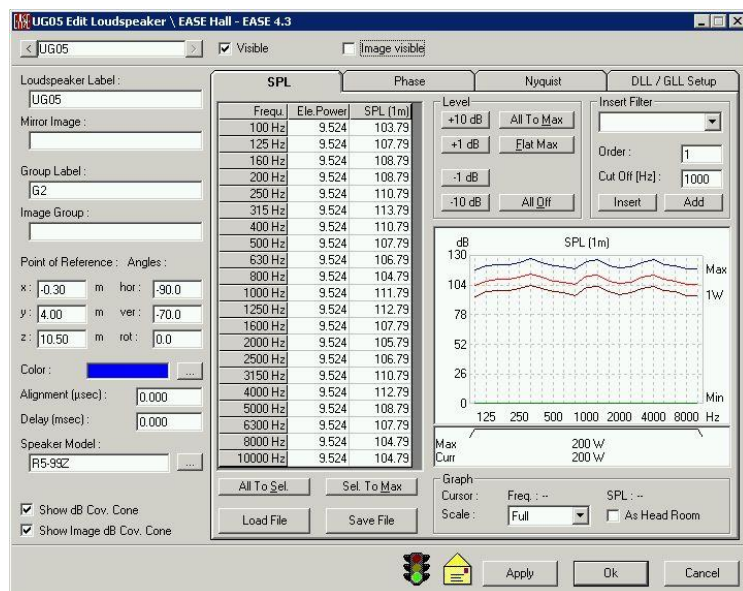 UG05 Edit Loudspeaker \ EASE Hall - EASE 4.3
< UG05 >
Visible
Image visible
Loudspeaker Label :
UG05
Mirror Image :
Group Label :
G2
Image Group :
Point of Reference : Angles :
x : -0.30 m hor : -90.0
y : 4.00 m ver : -70.0
z : 10.50 m rot : 0.0
Color : ...
Alignment (µsec) : 0.000
Delay (msec) : 0.000
Speaker Model :
R5-99Z ...
Show dB Cov. Cone
Show Image dB Cov. Cone
SPL Phase Nyquist DLL / GLL Setup
Frequ. Ele.Power SPL (1m)
100 Hz 9.524 103.79
125 Hz 9.524 107.79
160 Hz 9.524 108.79
200 Hz 9.524 108.79
250 Hz 9.524 110.79
315 Hz 9.524 113.79
400 Hz 9.524 110.79
500 Hz 9.524 107.79
630 Hz 9.524 106.79
800 Hz 9.524 104.79
1000 Hz 9.524 111.79
1250 Hz 9.524 112.79
1600 Hz 9.524 107.79
2000 Hz 9.524 105.79
2500 Hz 9.524 106.79
3150 Hz 9.524 110.79
4000 Hz 9.524 112.79
5000 Hz 9.524 108.79
6300 Hz 9.524 107.79
8000 Hz 9.524 104.79
10000 Hz 9.524 104.79
All To Sel. Sel. To Max
Load File Save File
Level
+10 dB All To Max
+1 dB Flat Max
-1 dB
-10 dB All Off
Insert Filter
Order : 1
Cut Off [Hz] : 1000
Insert Add
dB SPL (1m)
130
Max
104
1W
78
52
26
0 Min
125 250 500 1000 2000 4000 8000 Hz
Max 200 W
Curr 200 W
Graph
Cursor : Freq. : -- SPL : --
Scale : Full As Head Room
Apply Ok Cancel